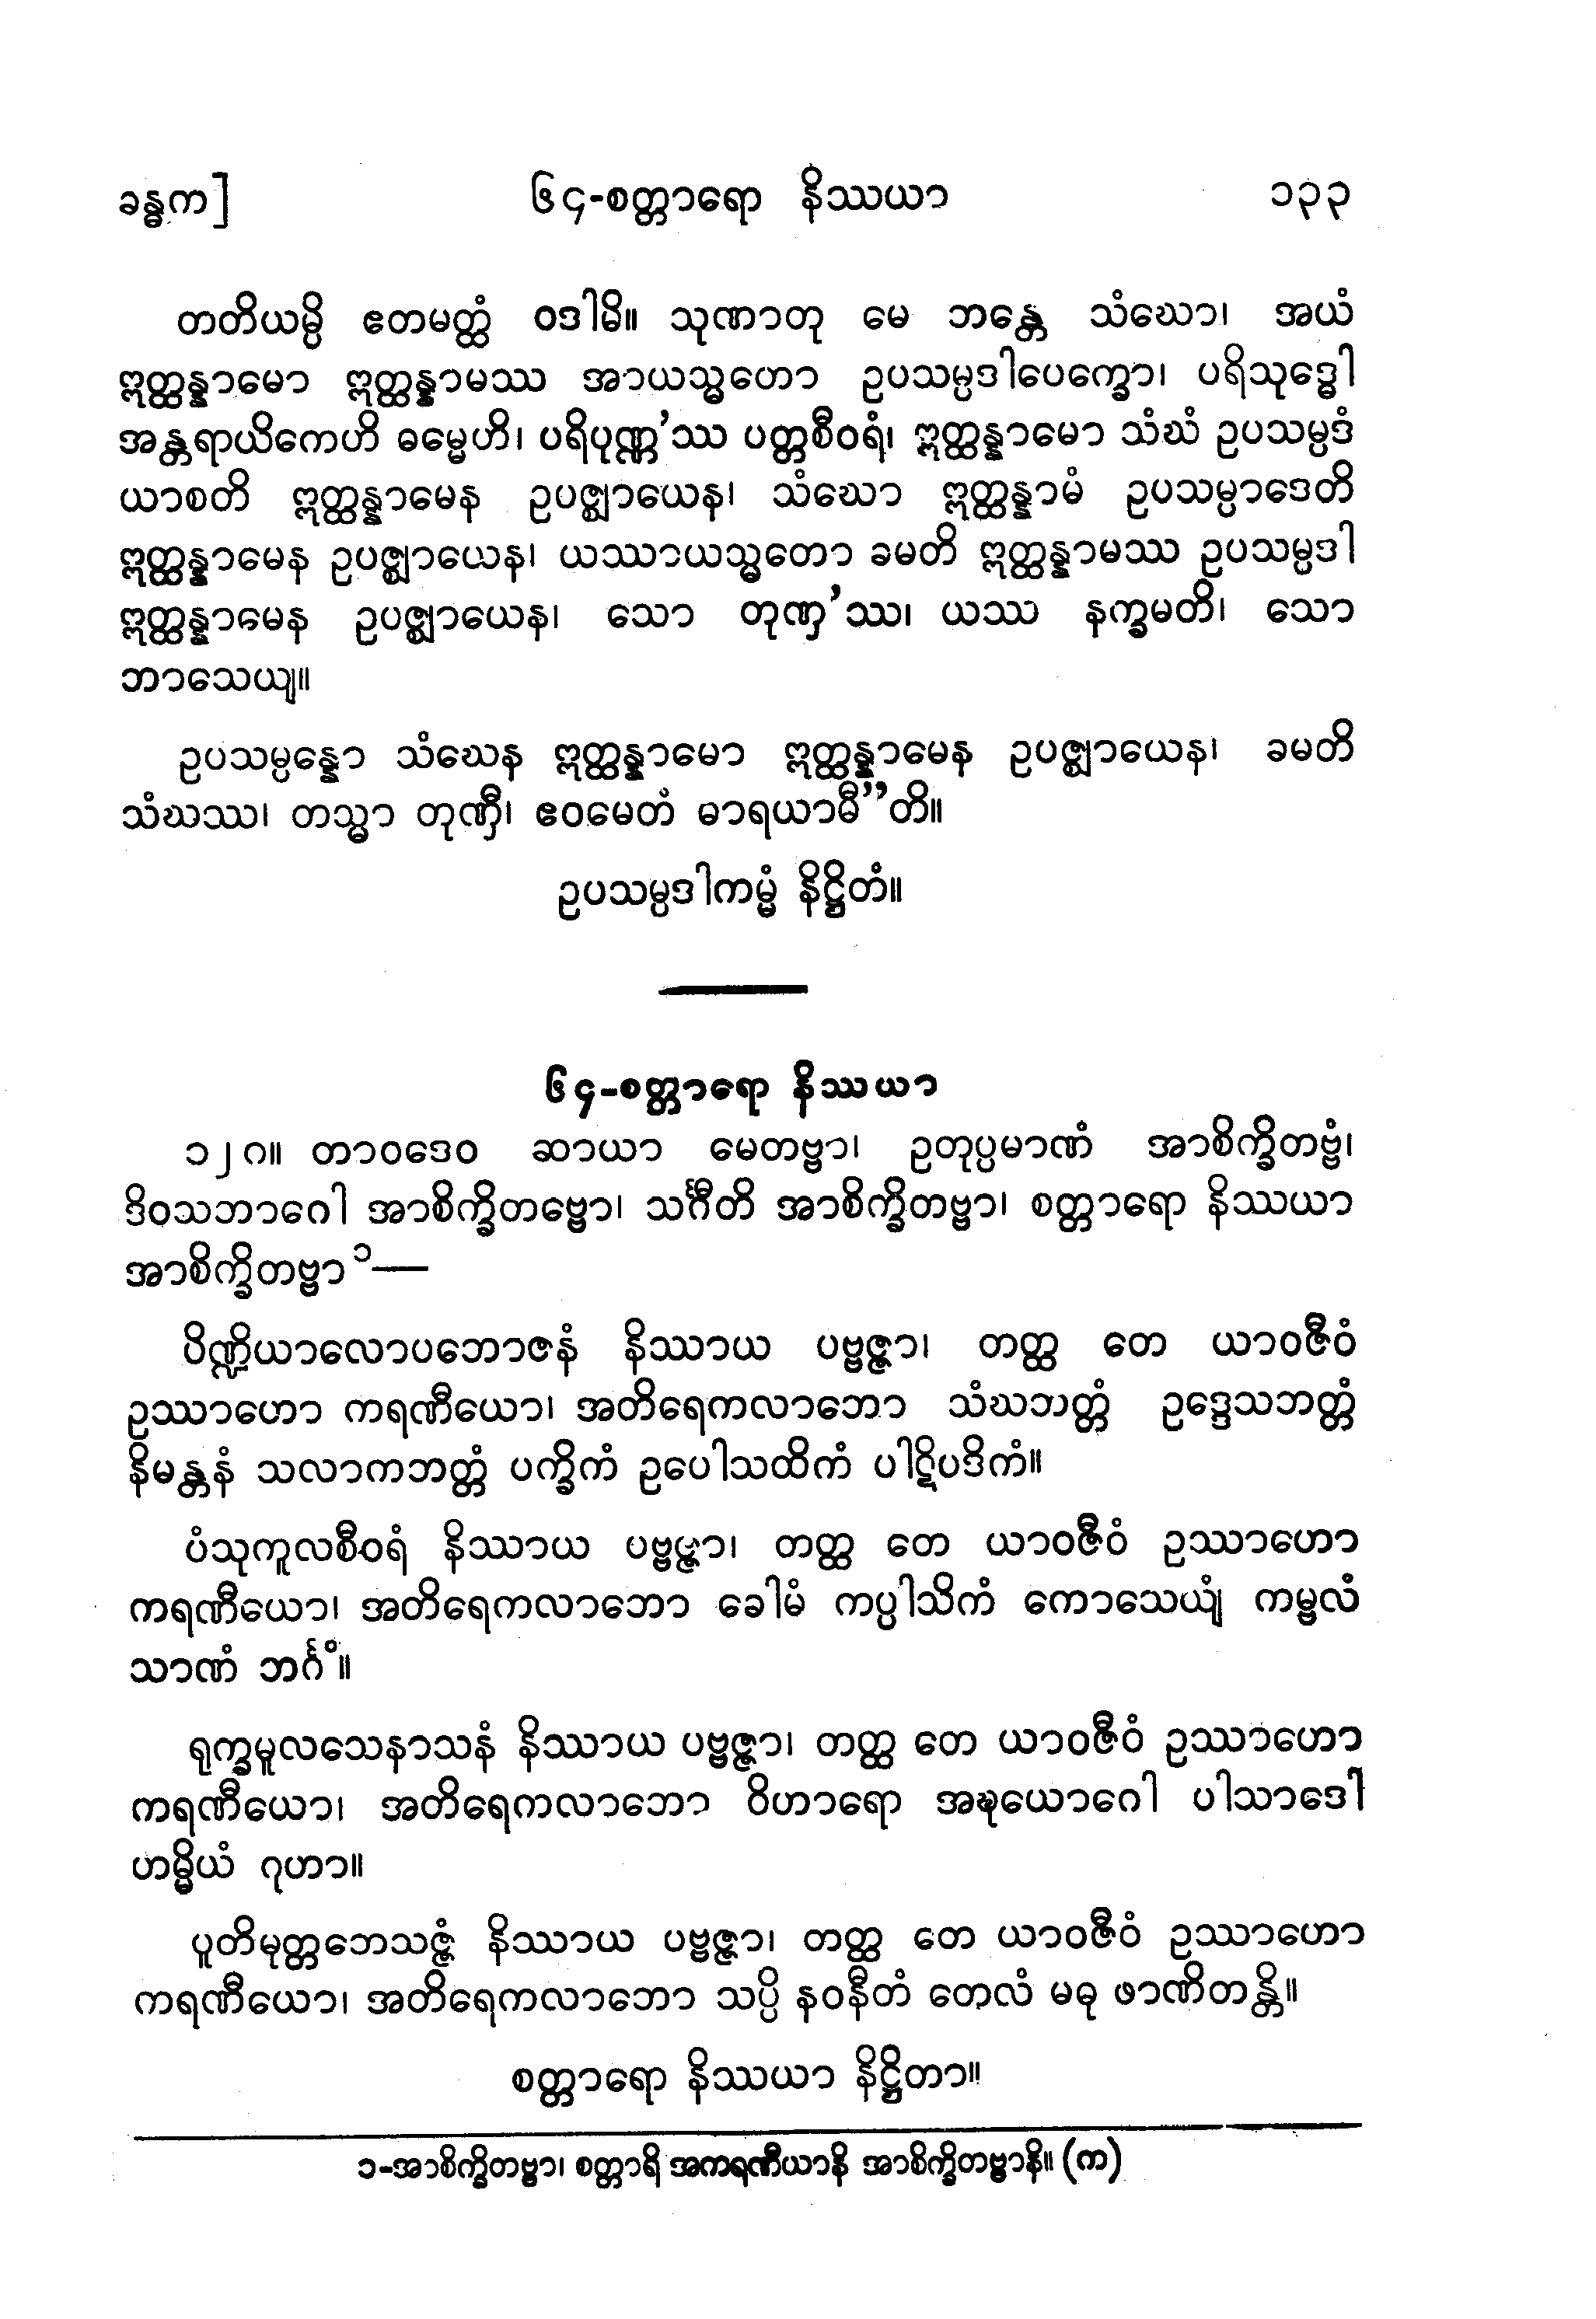 ခန္ဓက] ၆၄-စတ္တာရော နိဿယာ ၁၃၃
တတိယမ္ပိ ဧတမတ္ထံ ဝဒါမိ။ သုဏာတု မေ ဘန္တေ သံဃော၊ အယံ
ဣတ္ထန္နာမော ဣတ္ထန္နာမဿ အာယသ္မတော ဥပသမ္ပဒါပေက္ခော၊ ပရိသုဒ္ဓေါ
အန္တရာယိကေဟိ ဓမ္မေဟိ၊ ပရိပုဏ္ဏ’ဿ ပတ္တစီဝရံ၊ ဣတ္ထန္နာမော သံဃံ ဥပသမ္ပဒံ
ယာစတိ ဣတ္ထန္နာမေန ဥပဇ္ဈာယေန၊ သံဃော ဣတ္ထန္နာမံ ဥပသမ္ပာဒေတိ
ဣတ္ထန္နာမေန ဥပဇ္ဈာယေန၊ ယဿာယသ္မတော ခမတိ ဣတ္ထန္နာမဿ ဥပသမ္ပဒါ
ဣတ္ထန္နာမေန ဥပဇ္ဈာယေန၊ သော တုဏှ’ဿ၊ ယဿ နက္ခမတိ၊ သော
ဘာသေယျ။
ဥပသမ္ပန္နော သံဃေန ဣတ္ထန္နာမော ဣတ္ထန္နာမေန ဥပဇ္ဈာယေန၊ ခမတိ
သံဃဿ၊ တသ္မာ တုဏှီ၊ ဧဝမေတံ ဓာရယာမီ”တိ။
ဥပသမ္ပဒါကမ္မံ နိဋ္ဌိတံ။
၆၄-စတ္တာရော နိဿယာ
၁၂၈။ တာဝဒေဝ ဆာယာ မေတဗ္ဗာ၊ ဥတုပ္ပမာဏံ အာစိက္ခိတဗ္ဗံ၊
ဒိဝသဘာဂေါ အာစိက္ခိတဗ္ဗော၊ သင်္ဂီတိ အာစိက္ခိတဗ္ဗာ၊ စတ္တာရော နိဿယာ
အာစိက္ခိတဗ္ဗာ ၁—
ပိဏ္ဍိယာလောပဘောဇနံ နိဿာယ ပဗ္ဗဇ္ဇာ၊ တတ္ထ တေ ယာဝဇီဝံ
ဥဿာဟော ကရဏီယော၊ အတိရေကလာဘော သံဃဘတ္တံ ဥဒ္ဒေသဘတ္တံ
နိမန္တနံ သလာကဘတ္တံ ပက္ခိကံ ဥပေါသထိကံ ပါဋိပဒိကံ။
ပံသုကူလစီဝရံ နိဿာယ ပဗ္ဗဇ္ဇာ၊ တတ္ထ တေ ယာဝဇီဝံ ဥဿာဟော
ကရဏီယော၊ အတိရေကလာဘော ခေါမံ ကပ္ပါသိကံ ကောသေယျံ ကမ္ဗလံ
သာဏံ ဘင်္ဂံ။
ရုက္ခမူလသေနာသနံ နိဿာယ ပဗ္ဗဇ္ဇာ၊ တတ္ထ တေ ယာဝဇီဝံ ဥဿာဟော
ကရဏီယော၊ အတိရေကလာဘော ဝိဟာရော အဍ္ဎယောဂေါ ပါသာဒေါ
ဟမ္မိယံ ဂုဟာ။
ပူတိမုတ္တဘေသဇ္ဇံ နိဿာယ ပဗ္ဗဇ္ဇာ၊ တတ္ထ တေ ယာဝဇီဝံ ဥဿာဟော
ကရဏီယော၊ အတိရေကလာဘော သပ္ပိ နဝနီတံ တေလံ မဓု ဖာဏိတန္တိ။
စတ္တာရော နိဿယာ နိဋ္ဌိတာ။
၁-အာစိက္ခိတဗ္ဗာ၊ စတ္တာရိ အကရဏီယာနိ အာစိက္ခိတဗ္ဗာနိ။ (က)